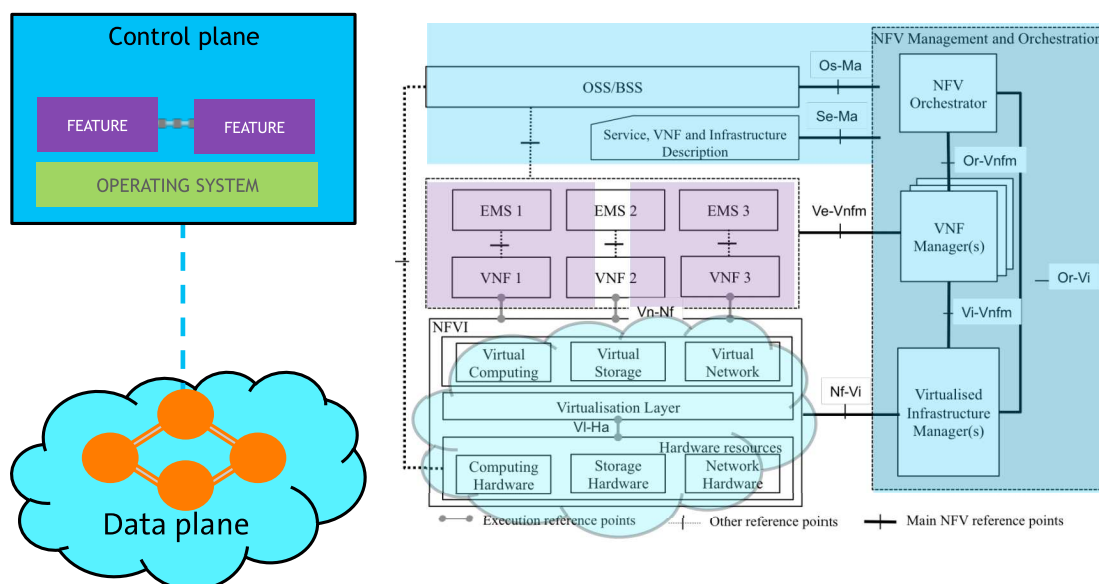 Control plane
FEATURE
FEATURE
OPERATING SYSTEM
Data plane
NFV Management and Orchestration
Os-Ma
OSS/BSS
NFV
Orchestrator
Se-Ma
Service, VNF and Infrastructure
Description
Or-Vnfm
EMS 1
EMS 2
EMS 3
Ve-Vnfm
VNF
Manager(s)
VNF 1
VNF 2
VNF 3
Or-Vi
Vn-Nf
Vi-Vnfm
NFVI
Virtual
Computing
Virtual
Storage
Virtual
Network
Nf-Vi
Virtualised
Infrastructure
Manager(s)
Virtualisation Layer
Vl-Ha
Hardware resources
Computing
Hardware
Storage
Hardware
Network
Hardware
Execution reference points
Other reference points
Main NFV reference points